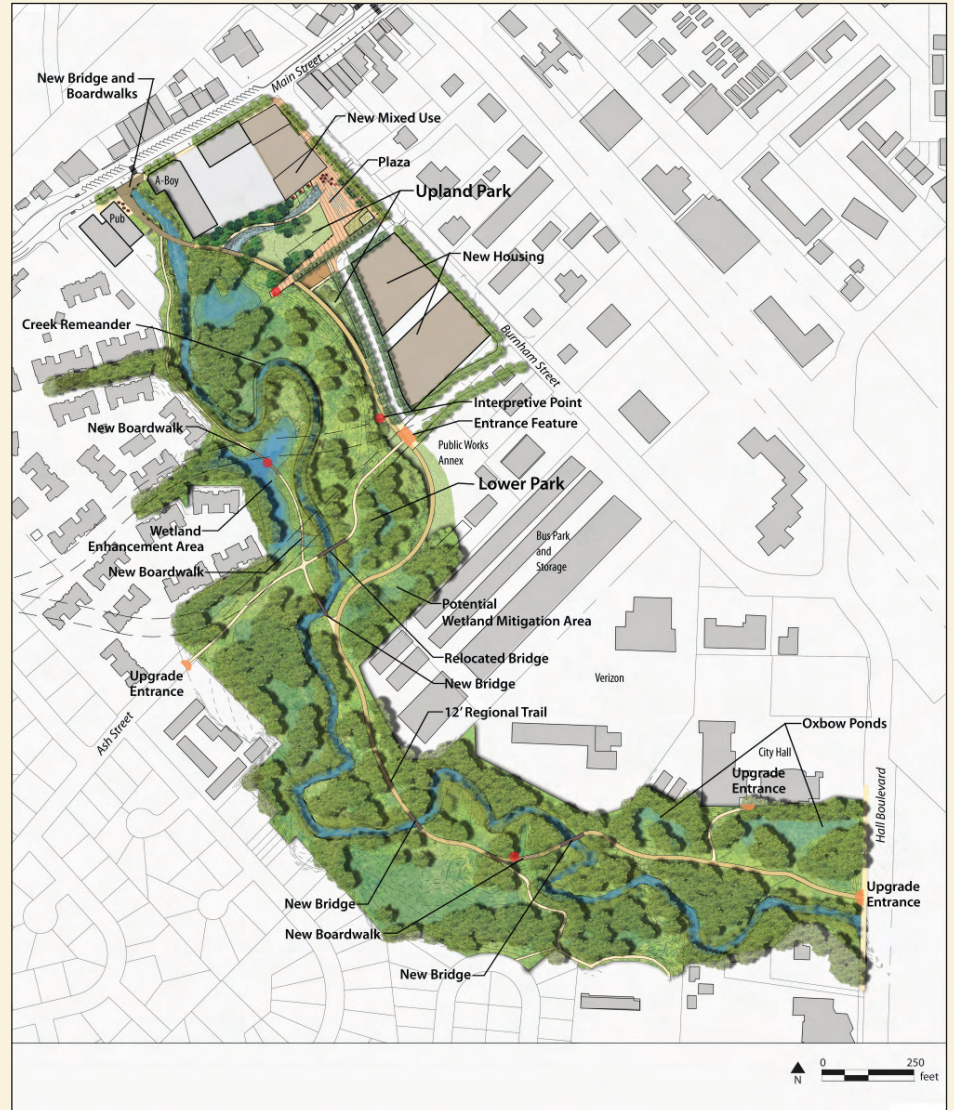 Main Street
New Bridge and
Boardwalks
New Mixed Use
A-Boy
Plaza
Upland Park
Pub
New Housing
Creek Remeander
Burnham Street
Interpretive Point
Entrance Feature
New Boardwalk
Public Works
Annex
Lower Park
Wetland
Enhancement Area
Bus Park
and
Storage
New Boardwalk
Potential
Wetland Mitigation Area
Relocated Bridge
Upgrade
Entrance
New Bridge
Verizon
12' Regional Trail
Ash Street
Oxbow Ponds
City Hall
Upgrade
Entrance
Hall Boulevard
Upgrade
Entrance
New Bridge
New Boardwalk
New Bridge
N
0 250
feet